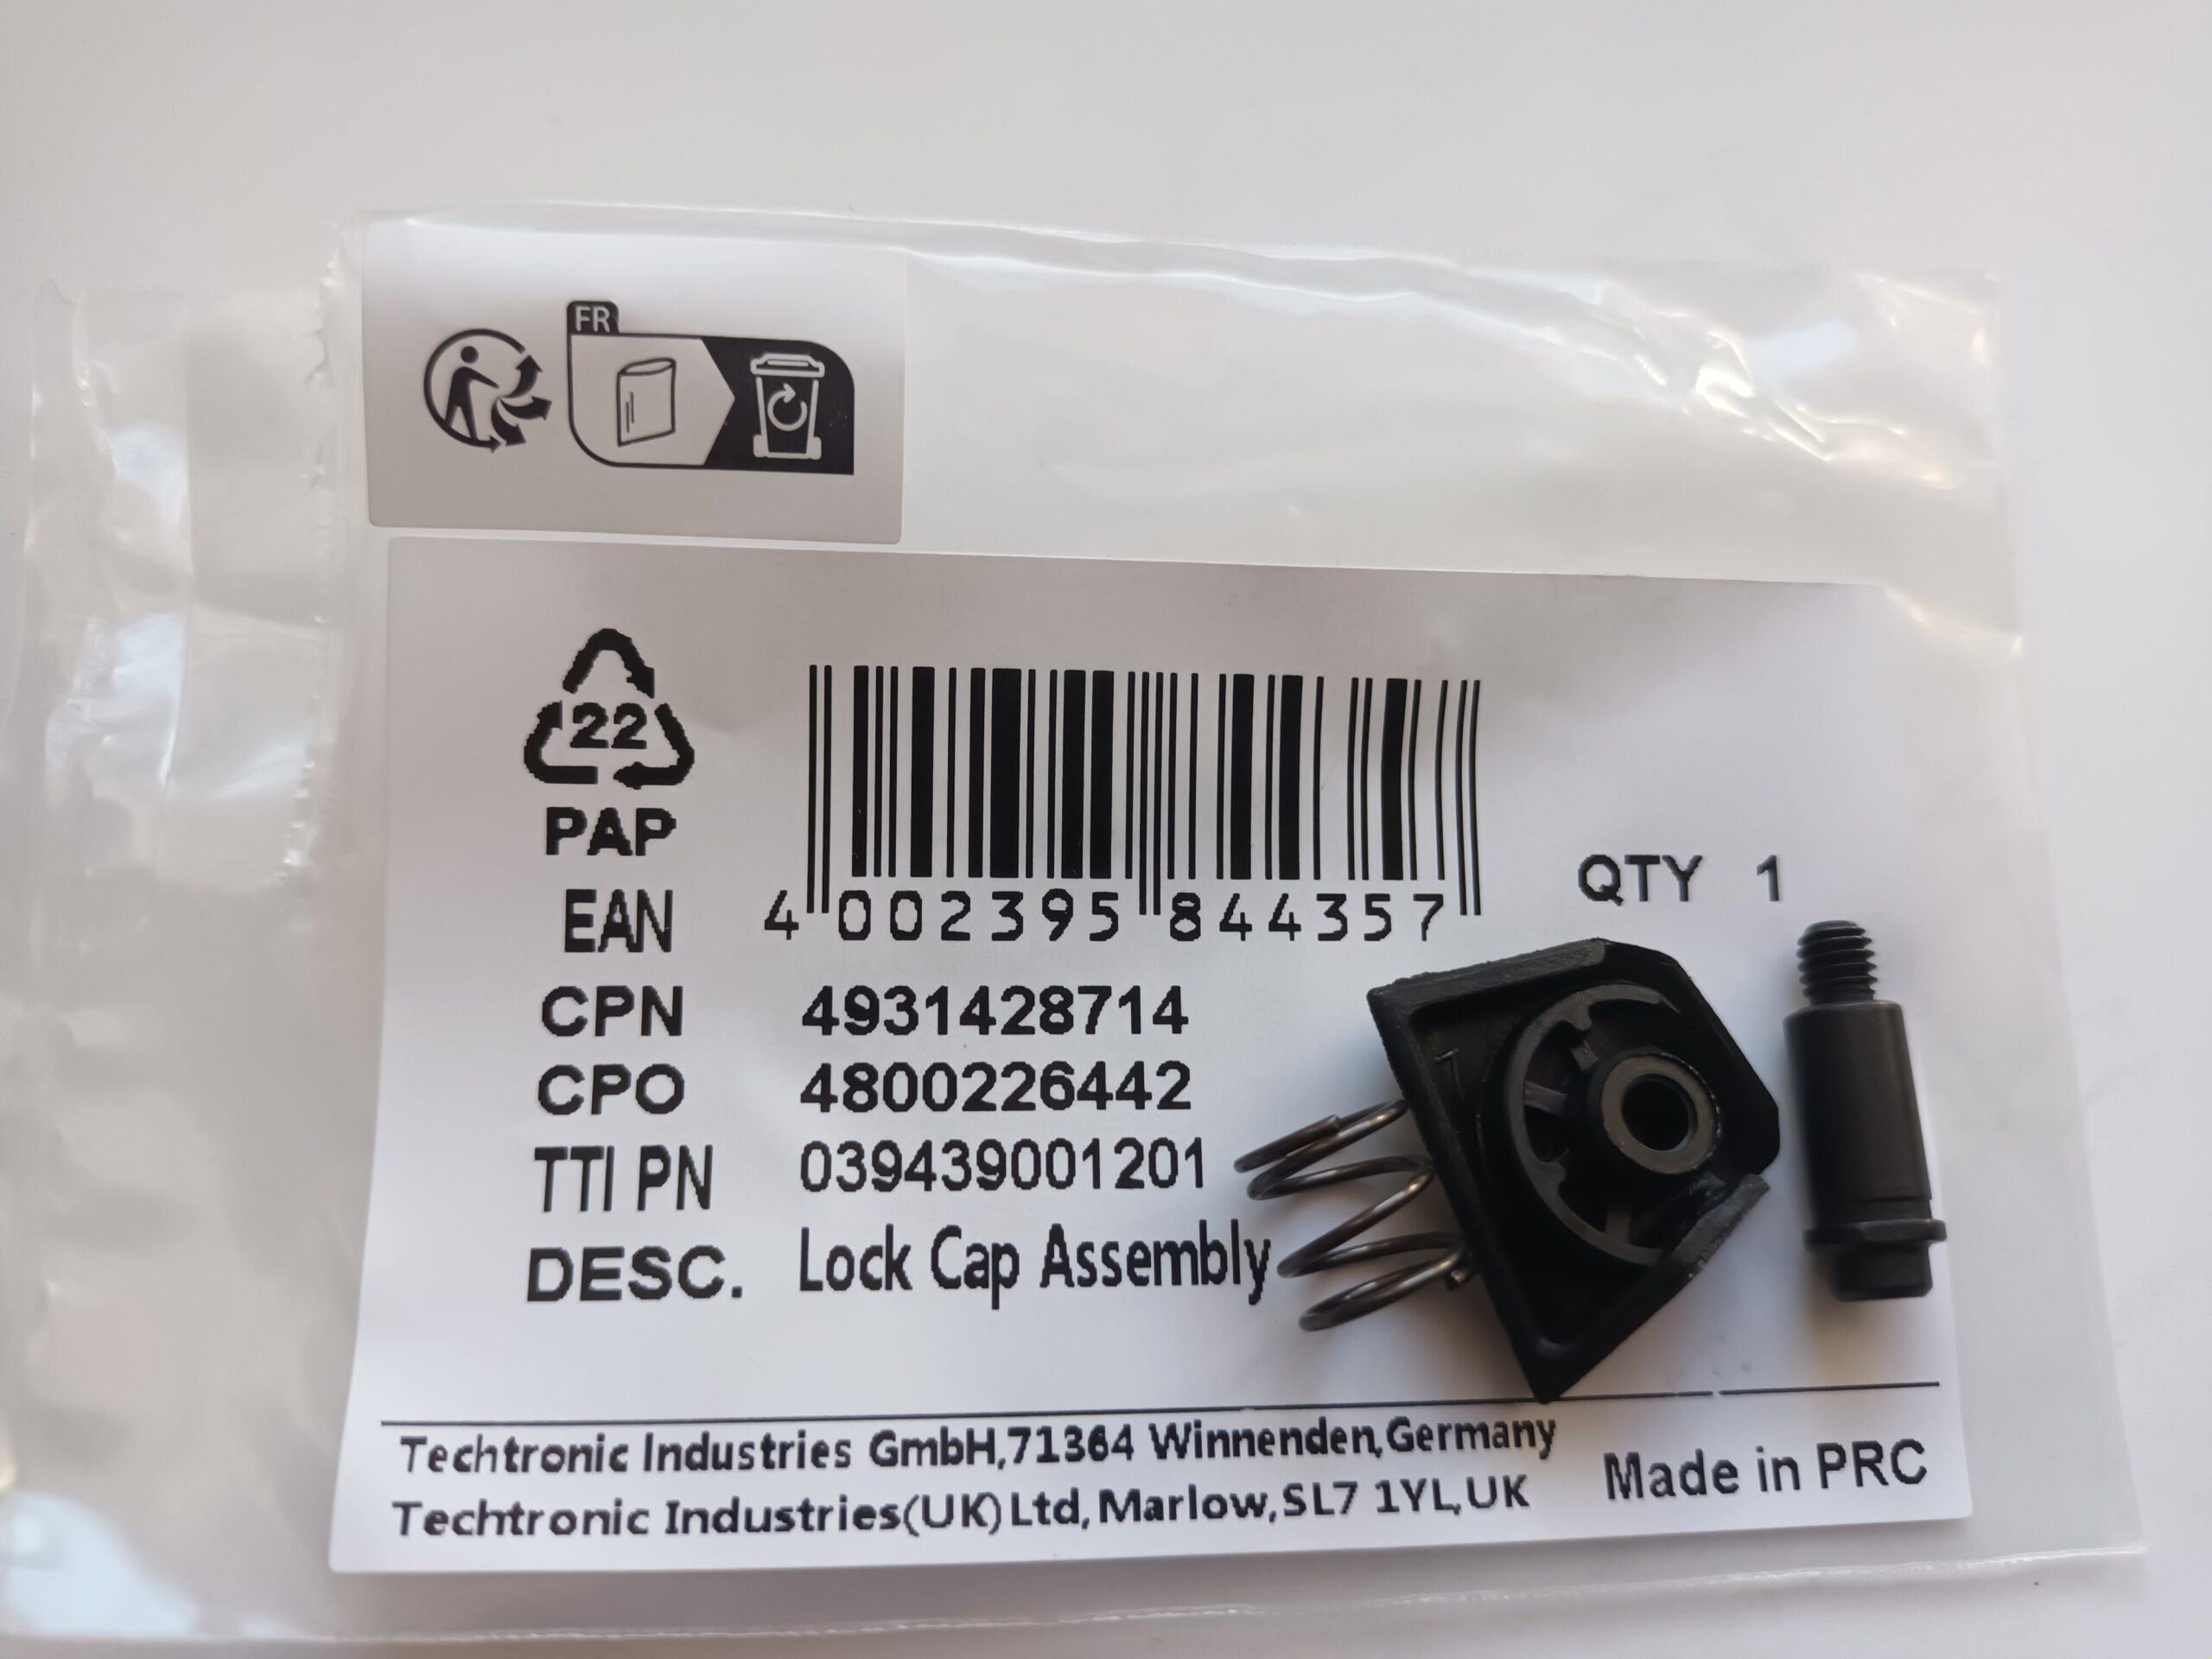 FR
22
PAP
QTY 1
EAN 4 002395 844357
CPN 4931428714
CPO 4800226442
TTI PN 039439001201
DESC. Lock Cap Assembly
Techtronic Industries GmbH,71364 Winnenden,Germany
Techtronic Industries(UK)Ltd,Marlow,SL7 1YL,UK
Made in PRC